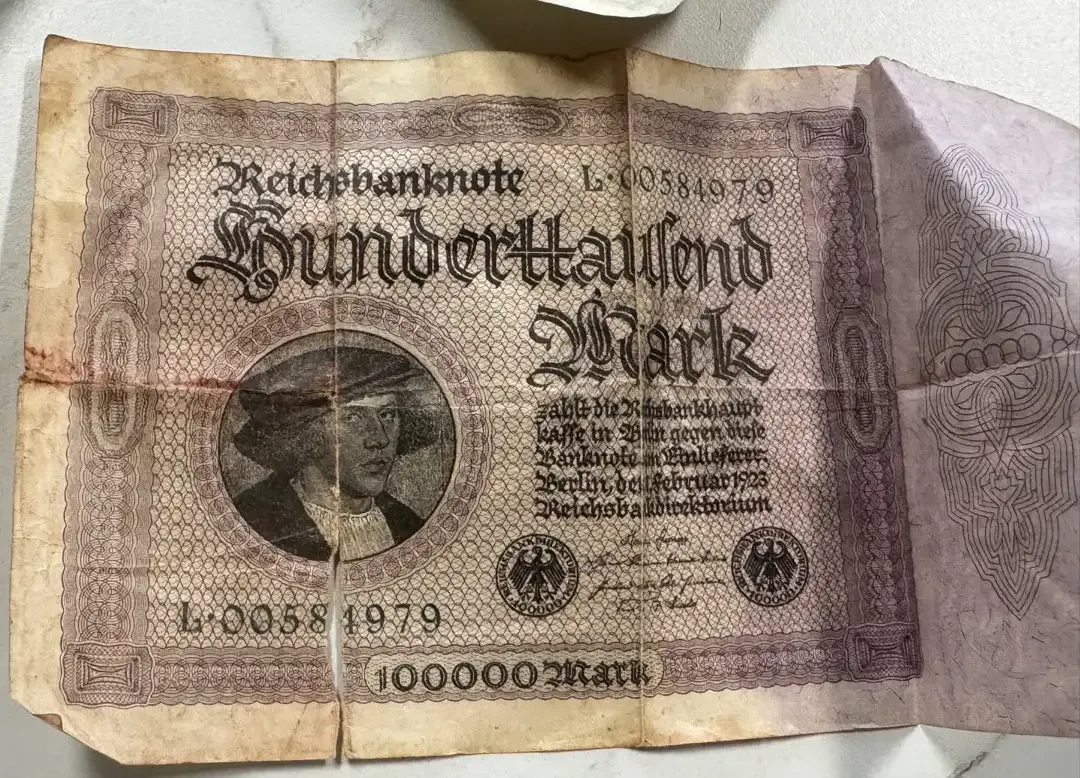 Reichsbanknote L·00584979
Hunderttausend
Mark
zahlt die Reichsbankhaupt-
kasse in Berlin gegen diese
Banknote dem Einlieferer.
Berlin, den Februar 1923
Reichsbankdirektorium
L·00584979
100000 Mark